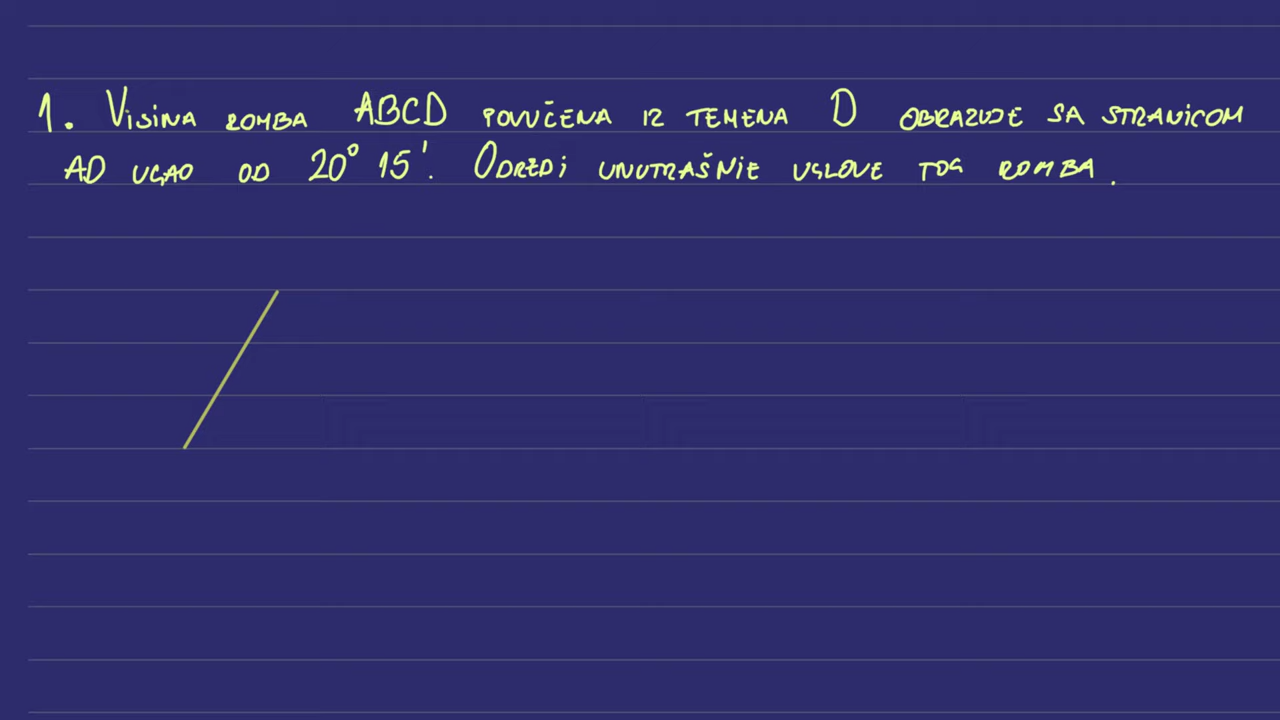 1. Visina romba ABCD povučena iz temena D obrazuje sa stranicom
AD ugao od 20° 15'. Odredi unutrašnje uglove tog romba.